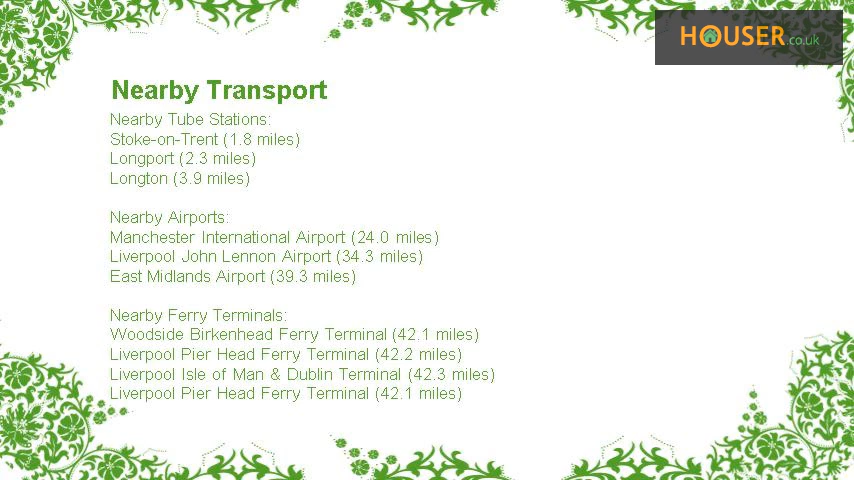 HOUSER.co.uk
Nearby Transport
Nearby Tube Stations:
Stoke-on-Trent (1.8 miles)
Longport (2.3 miles)
Longton (3.9 miles)
Nearby Airports:
Manchester International Airport (24.0 miles)
Liverpool John Lennon Airport (34.3 miles)
East Midlands Airport (39.3 miles)
Nearby Ferry Terminals:
Woodside Birkenhead Ferry Terminal (42.1 miles)
Liverpool Pier Head Ferry Terminal (42.2 miles)
Liverpool Isle of Man & Dublin Terminal (42.3 miles)
Liverpool Pier Head Ferry Terminal (42.1 miles)